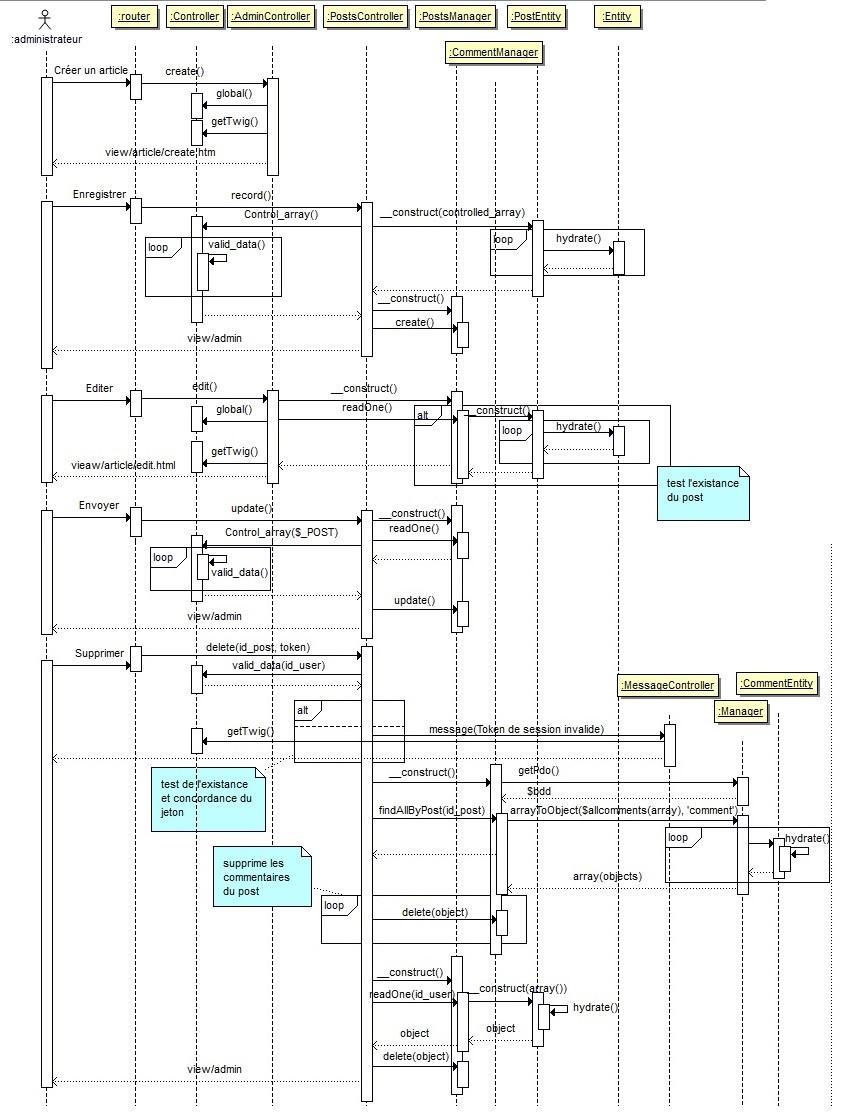 :router :Controller :AdminController :PostsController :PostsManager :PostEntity :Entity
:administrateur
:CommentManager
Créer un article create()
global()
getTwig()
view/article/create.htm
Enregistrer record()
Control_array() __construct(controlled_array)
loop valid_data() loop hydrate()
__construct()
create()
view/admin
Editer edit() __construct()
global() readOne() alt __construct()
loop hydrate()
getTwig()
vieaw/article/edit.html
test l'existance
du post
Envoyer update() __construct()
Control_array($_POST) readOne()
loop
valid_data()
update()
view/admin
Supprimer delete(id_post, token)
valid_data(id_user)
:MessageController :CommentEntity
:Manager
alt
getTwig() message(Token de session invalide)
__construct() getPdo()
test de l'existance
et concordance du
jeton
$bdd
findAllByPost(id_post) arrayToObject($allcomments(array), 'comment')
loop hydrate()
supprime les
commentaires
du post
array(objects)
loop delete(object)
__construct()
readOne(id_user) __construct(array())
hydrate()
object object
delete(object)
view/admin